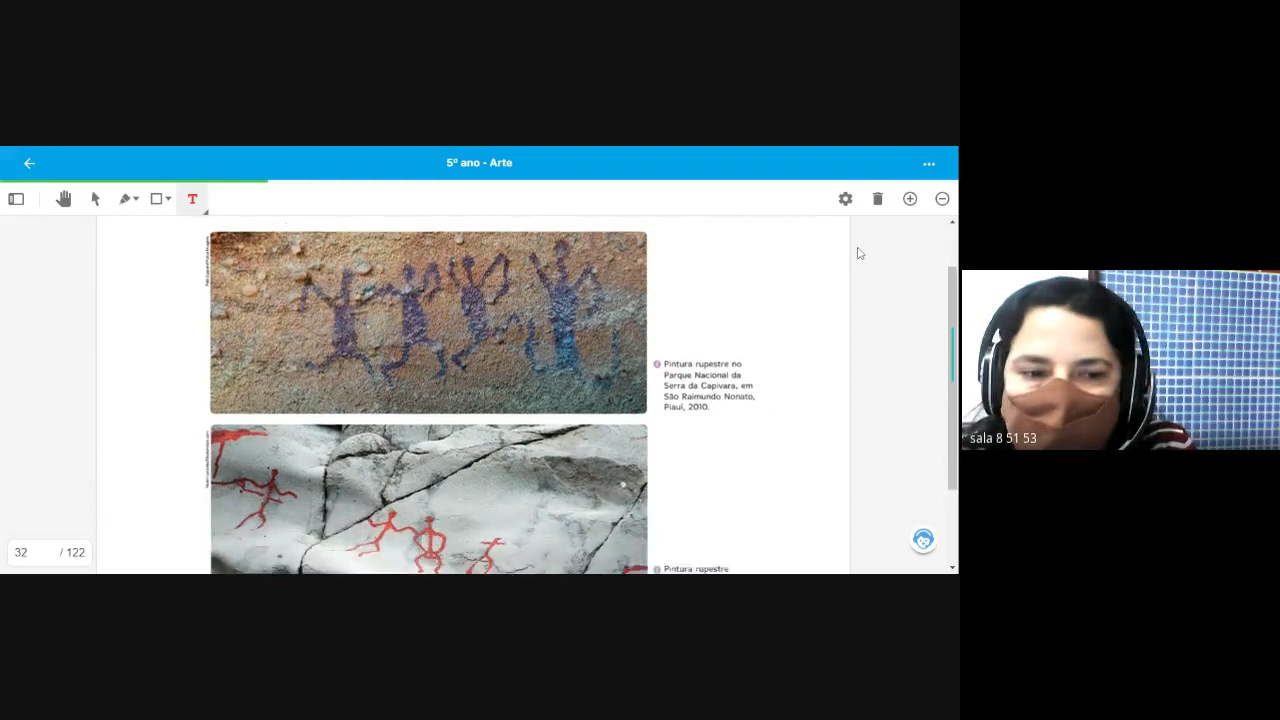 5º ano - Arte
T
Pintura rupestre no
Parque Nacional da
Serra da Capivara, em
São Raimundo Nonato,
Piauí, 2010.
Pintura rupestre
32 / 122
sala 8 51 53